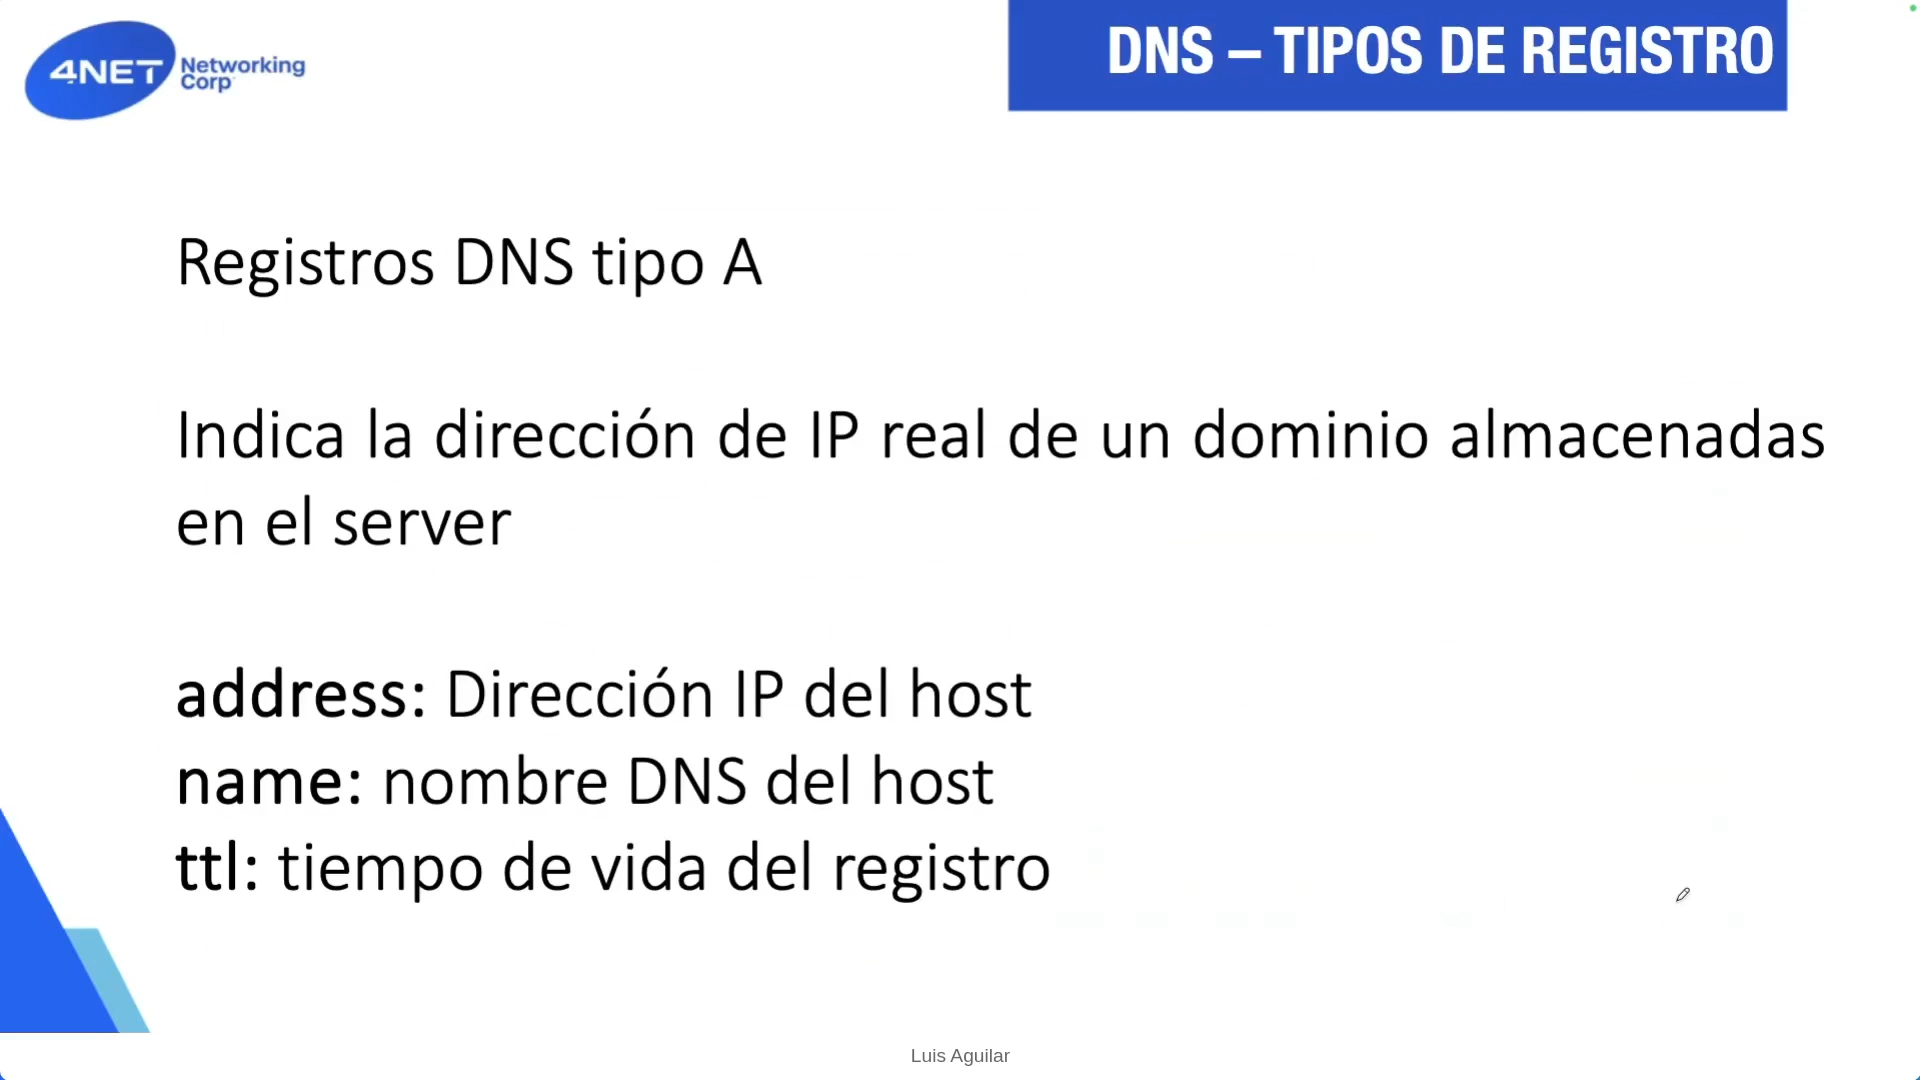 4NET Networking
Corp
DNS – TIPOS DE REGISTRO
Registros DNS tipo A
Indica la dirección de IP real de un dominio almacenadas
en el server
address: Dirección IP del host
name: nombre DNS del host
ttl: tiempo de vida del registro
Luis Aguilar